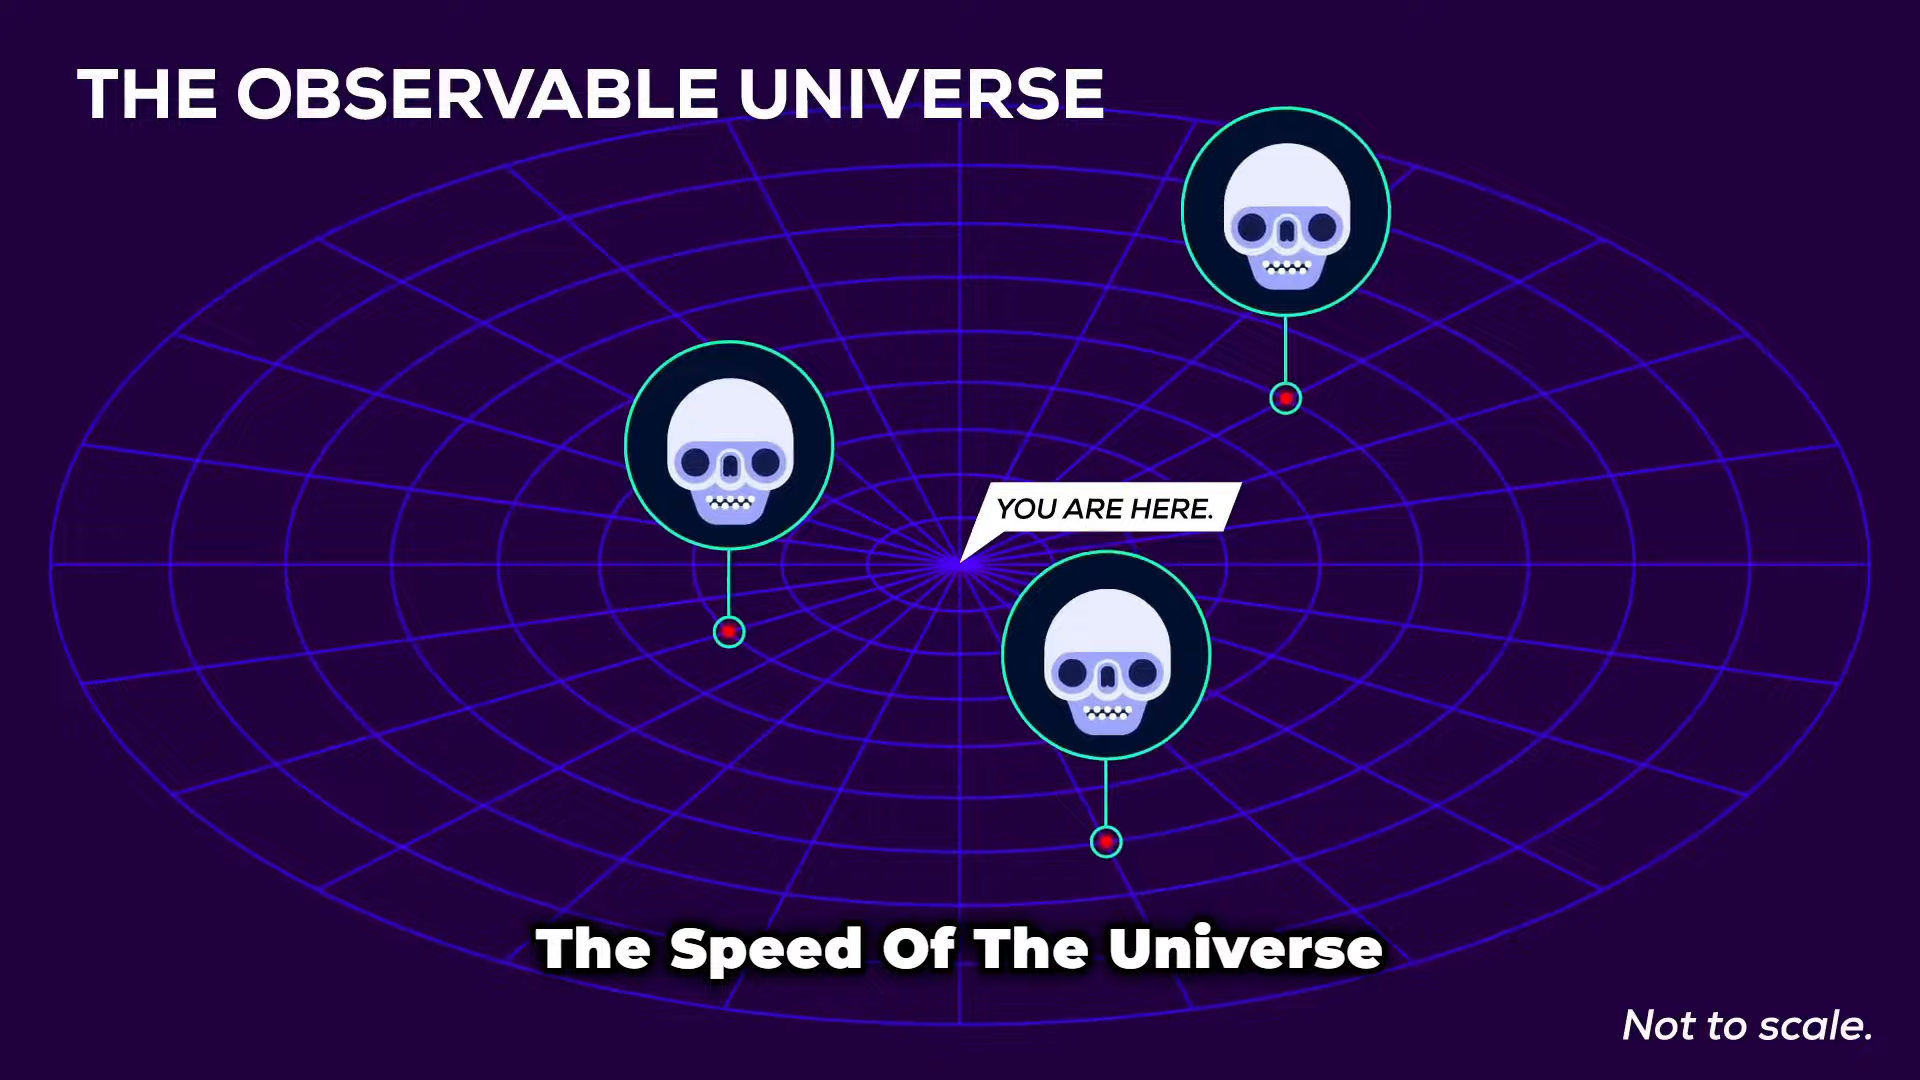 THE OBSERVABLE UNIVERSE
YOU ARE HERE.
The Speed Of The Universe
Not to scale.